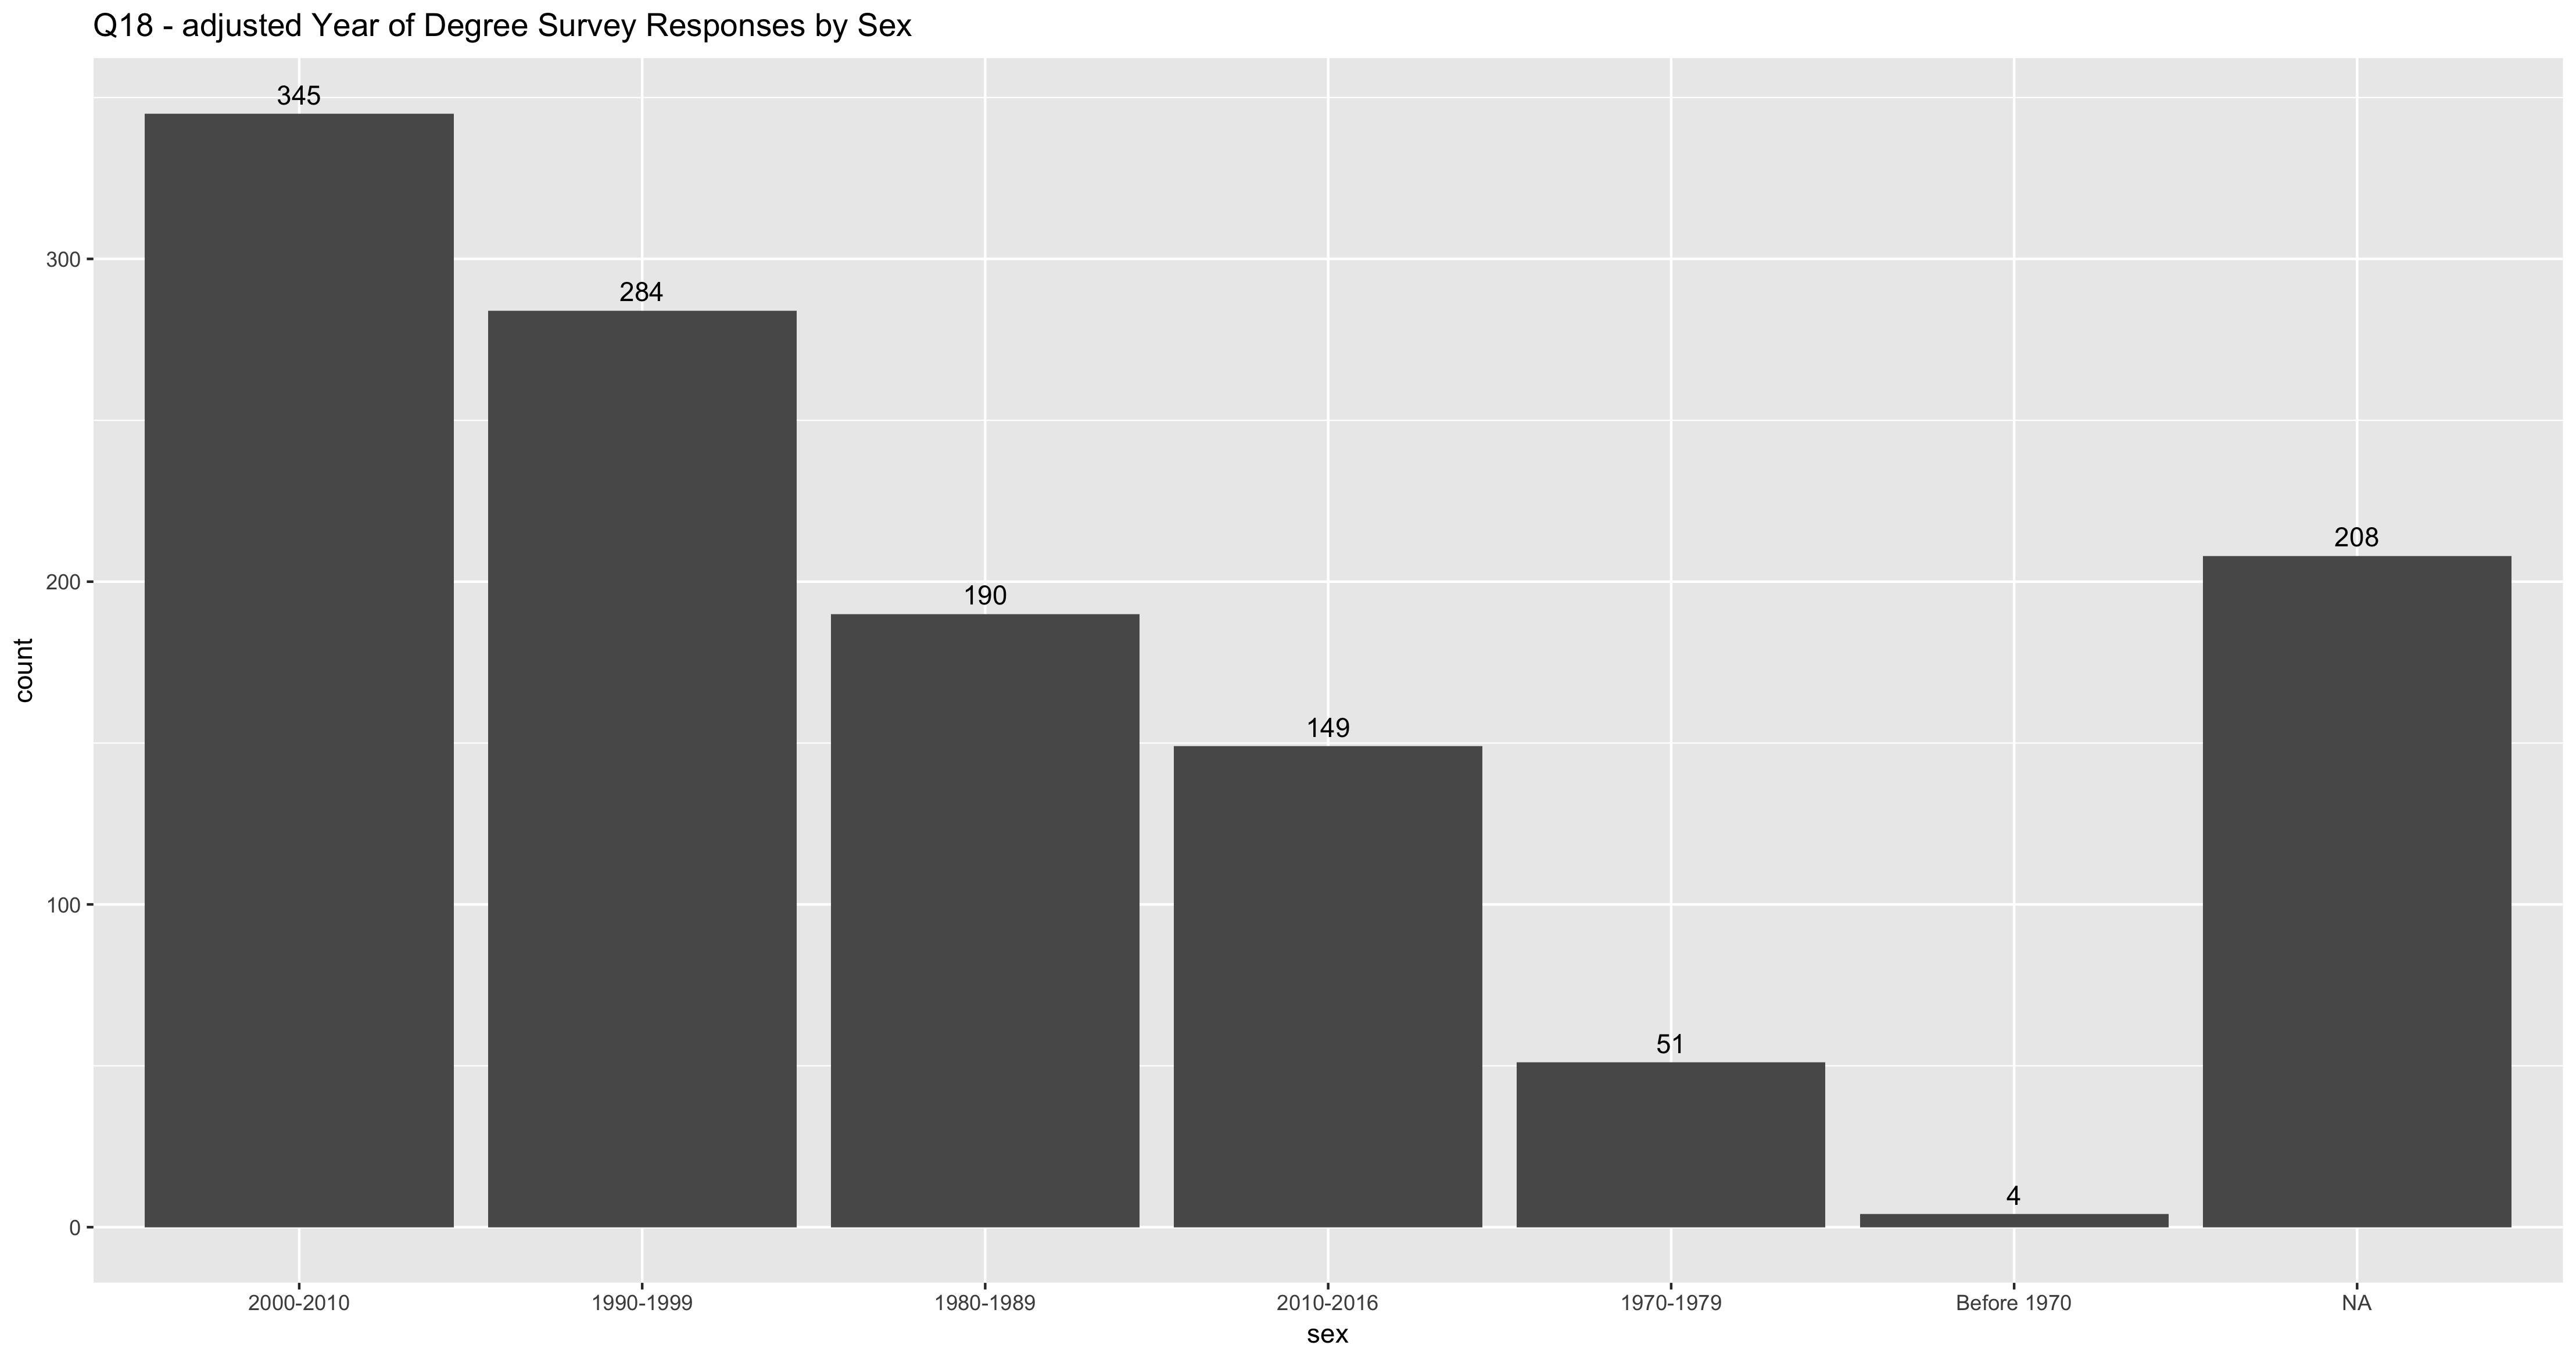 Q18 - adjusted Year of Degree Survey Responses by Sex
345
284
208
190
149
51
4
300
200
100
0
count
2000-2010 1990-1999 1980-1989 2010-2016 1970-1979 Before 1970 NA
sex